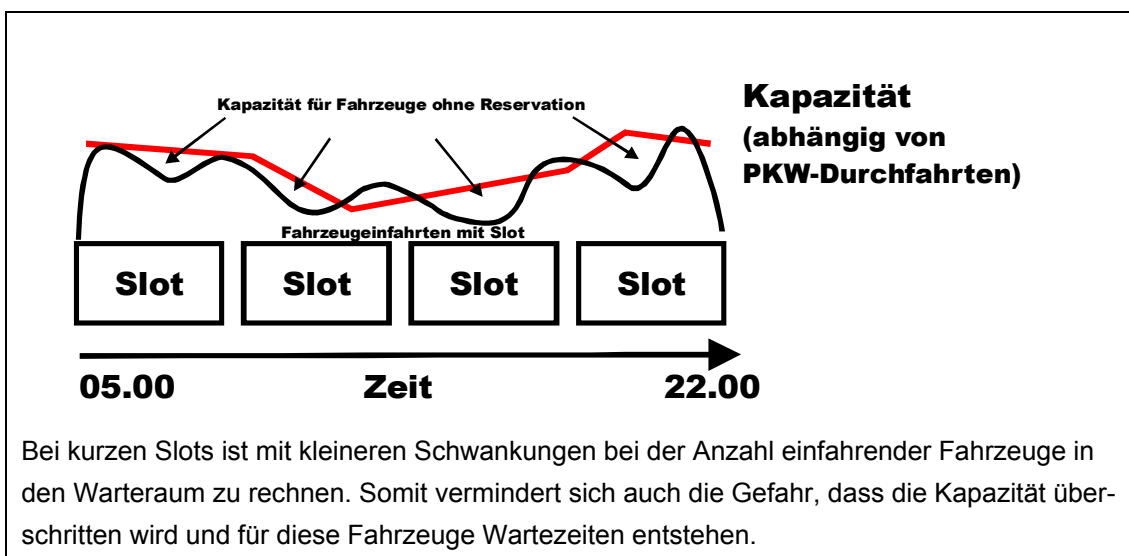 Kapazität für Fahrzeuge ohne Reservation
Kapazität
(abhängig von
PKW-Durchfahrten)
Fahrzeugeinfahrten mit Slot
Slot Slot Slot Slot
05.00 Zeit 22.00
Bei kurzen Slots ist mit kleineren Schwankungen bei der Anzahl einfahrender Fahrzeuge in
den Warteraum zu rechnen. Somit vermindert sich auch die Gefahr, dass die Kapazität über-
schritten wird und für diese Fahrzeuge Wartezeiten entstehen.